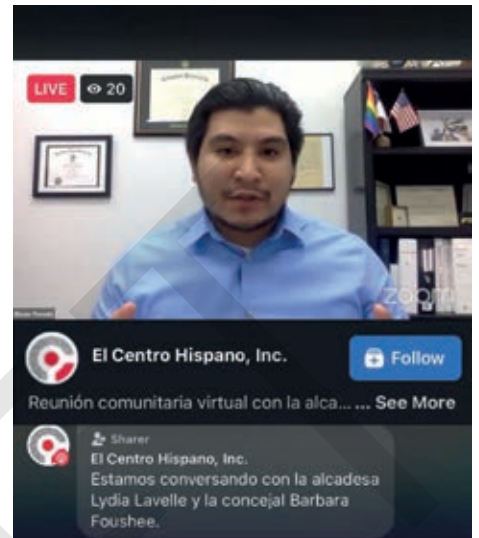 LIVE
20
zoom
El Centro Hispano, Inc.
Follow
Reunión comunitaria virtual con la alca... ... See More
Sharer
El Centro Hispano, Inc.
Estamos conversando con la alcadesa
Lydia Lavelle y la concejal Barbara
Foushee.